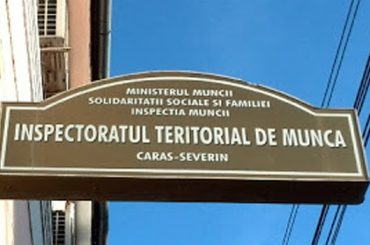 MINISTERUL MUNCII
SOLIDARITATII SOCIALE SI FAMILIEI
INSPECTIA MUNCII
INSPECTORATUL TERITORIAL DE MUNCA
CARAS-SEVERIN